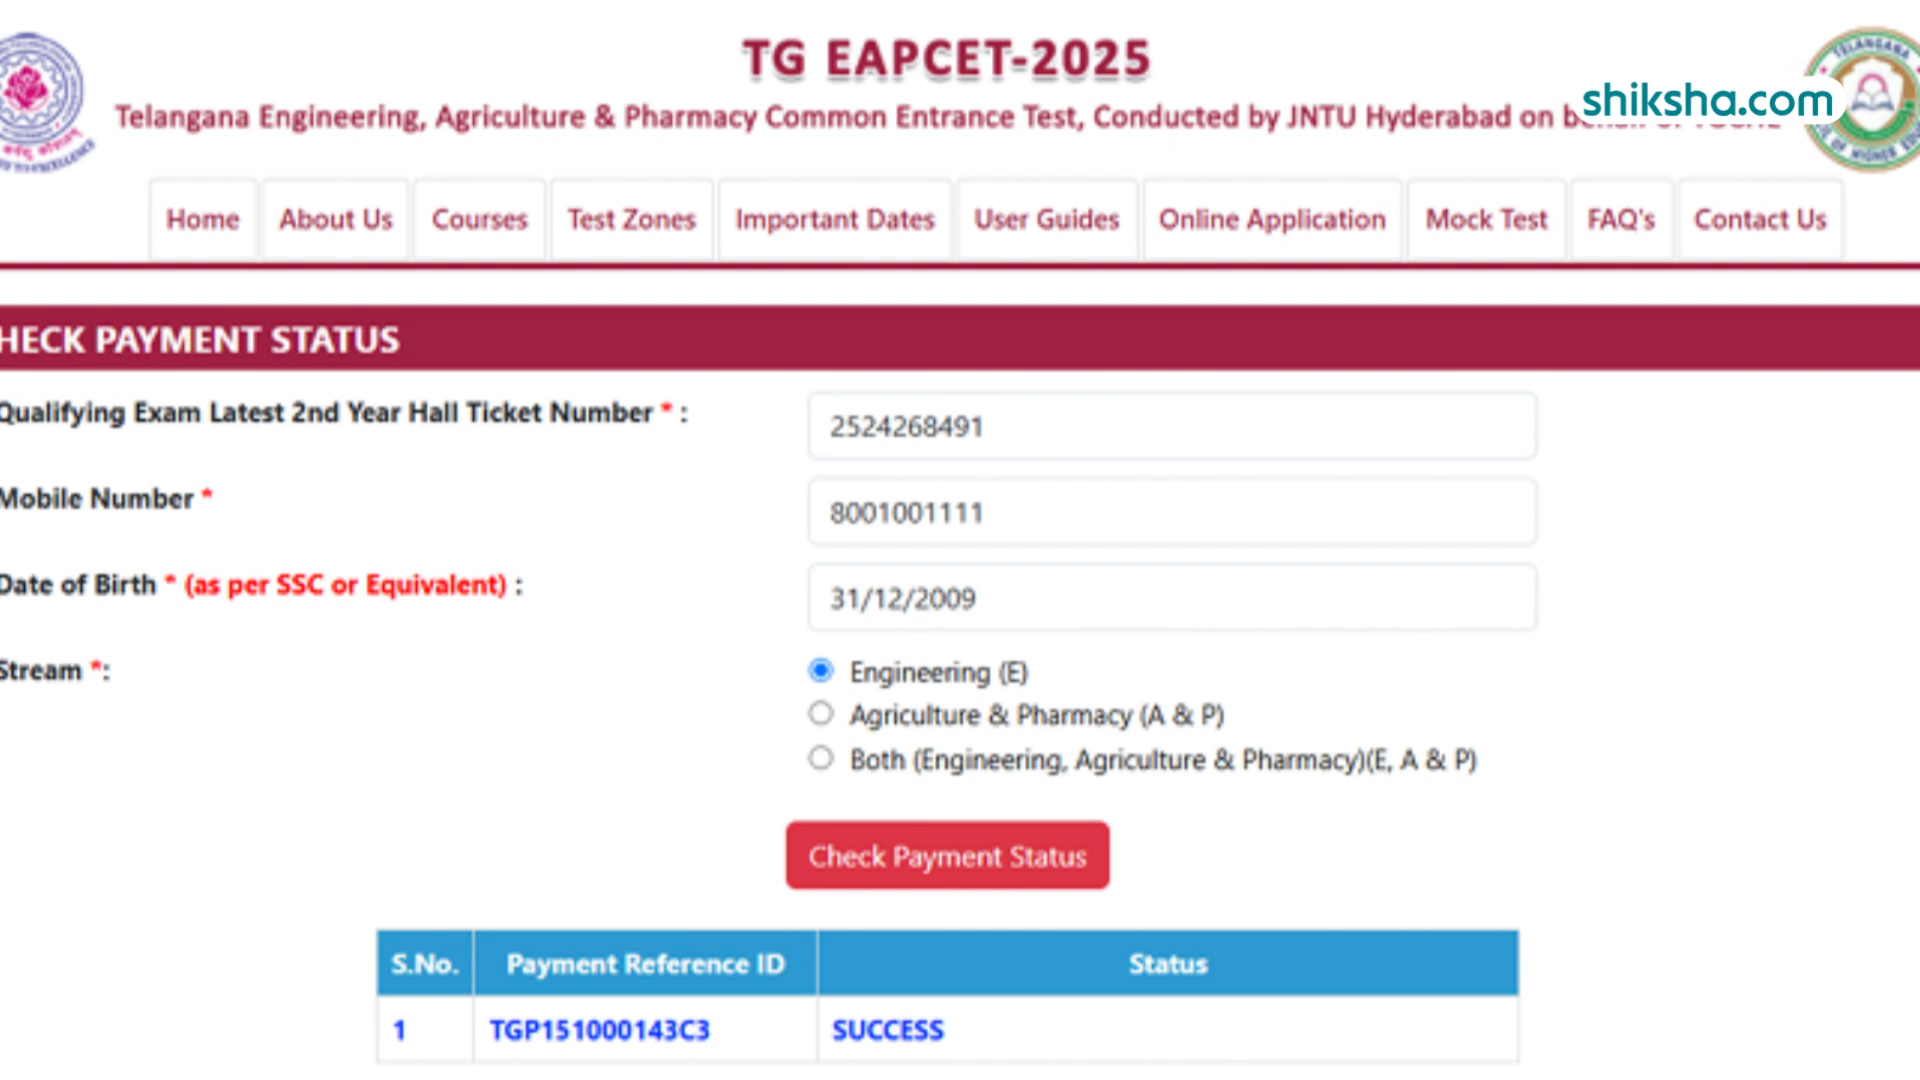 TG EAPCET-2025
Telangana Engineering, Agriculture & Pharmacy Common Entrance Test, Conducted by JNTU Hyderabad on
shiksha.com
TELANGANA
Home About Us Courses Test Zones Important Dates User Guides Online Application Mock Test FAQ's Contact Us
HECK PAYMENT STATUS
Qualifying Exam Latest 2nd Year Hall Ticket Number * :
2524268491
Mobile Number *
8001001111
Date of Birth * (as per SSC or Equivalent) :
31/12/2009
Stream *:
Engineering (E)
Agriculture & Pharmacy (A & P)
Both (Engineering, Agriculture & Pharmacy)(E, A & P)
Check Payment Status
S.No. Payment Reference ID Status
1 TGP151000143C3 SUCCESS